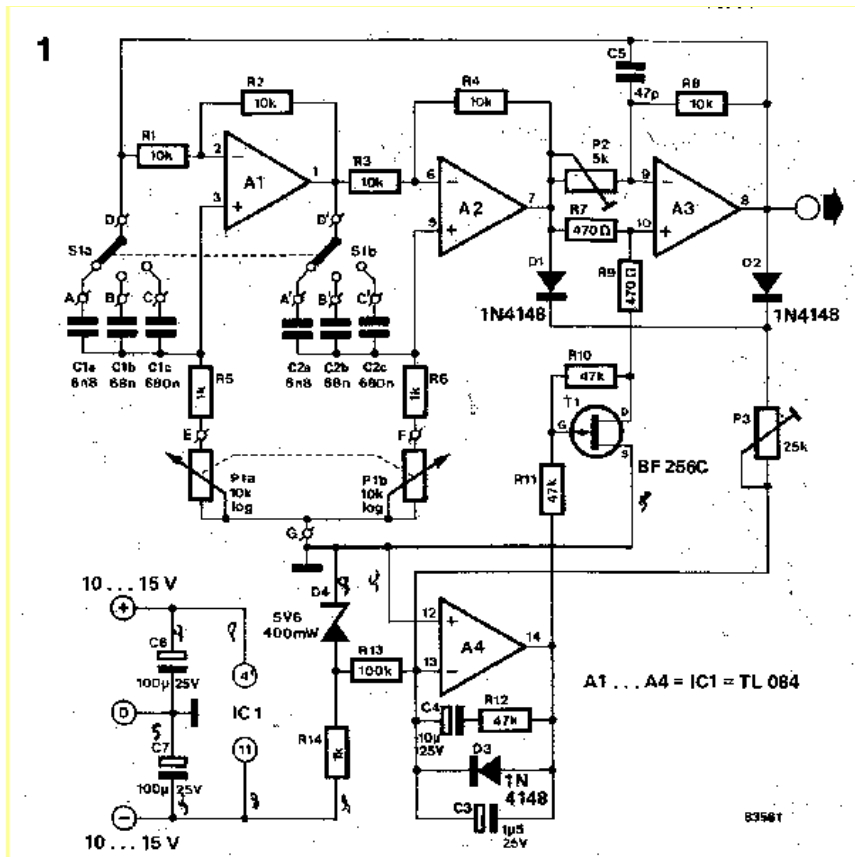 1
C5
47p
R2
10k
R4
10k
R8
10k
R1
10k
P2
5k
2
A1
1
R3
10k
6
A2
7
9
A3
8
3
R7
470 Ω
10
D
D'
S1a
S1b
D1
R9
470Ω
D2
A
B
C
A'
B'
C'
1N4148
1N4148
C1a
6n8
C1b
68n
C1c
680n
R5
1k
C2a
6n8
C2b
68n
C2c
680n
R6
1k
R10
47k
T1
D
G
S
P3
25k
E
F
BF 256C
P1a
10k
log
P1b
10k
log
R11
47k
G
10 ... 15 V
D4
5V6
400mW
+
C6
100µ 25V
4
12
A4
14
13
R13
100k
A1 ... A4 = IC1 = TL 084
0
IC 1
C4
10µ
25V
R12
47k
C7
100µ 25V
11
R14
1k
D3
1N
4148
C3
1µ5
25V
83561
10 ... 15 V